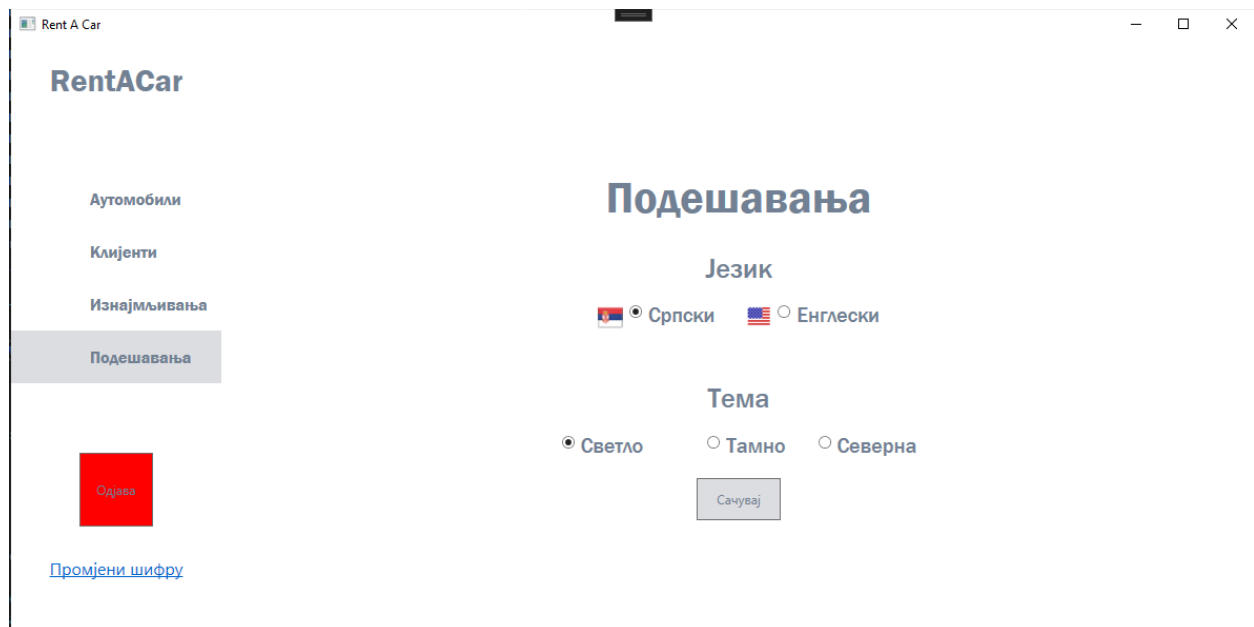 Rent A Car
RentACar
Аутомобили
Клијенти
Изнајмљивања
Подешавања
Одјава
Промјени шифру
Подешавања
Језик
Српски Енглески
Тема
Светло Тамно Северна
Сачувај